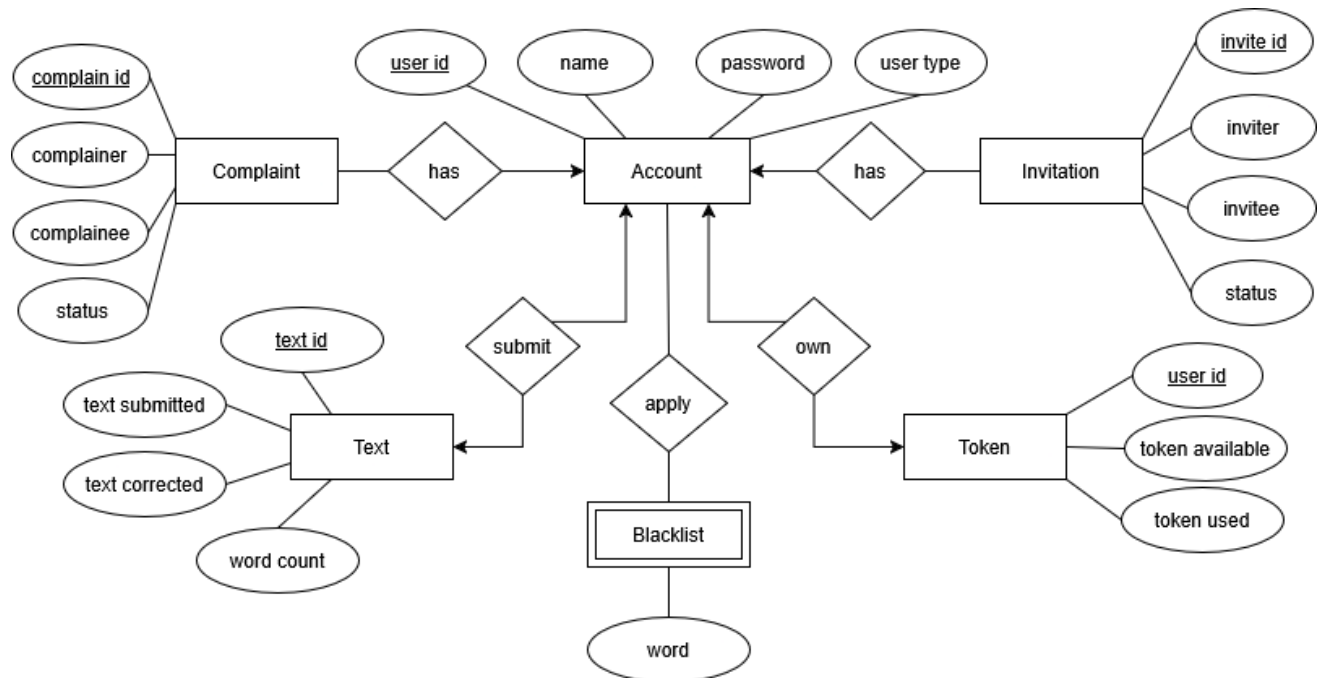 complain id
user id
name
password
user type
invite id
complainer
Complaint
has
Account
has
Invitation
inviter
complainee
invitee
status
status
text id
submit
own
text submitted
apply
user id
Text
Token
token available
text corrected
token used
Blacklist
word count
word